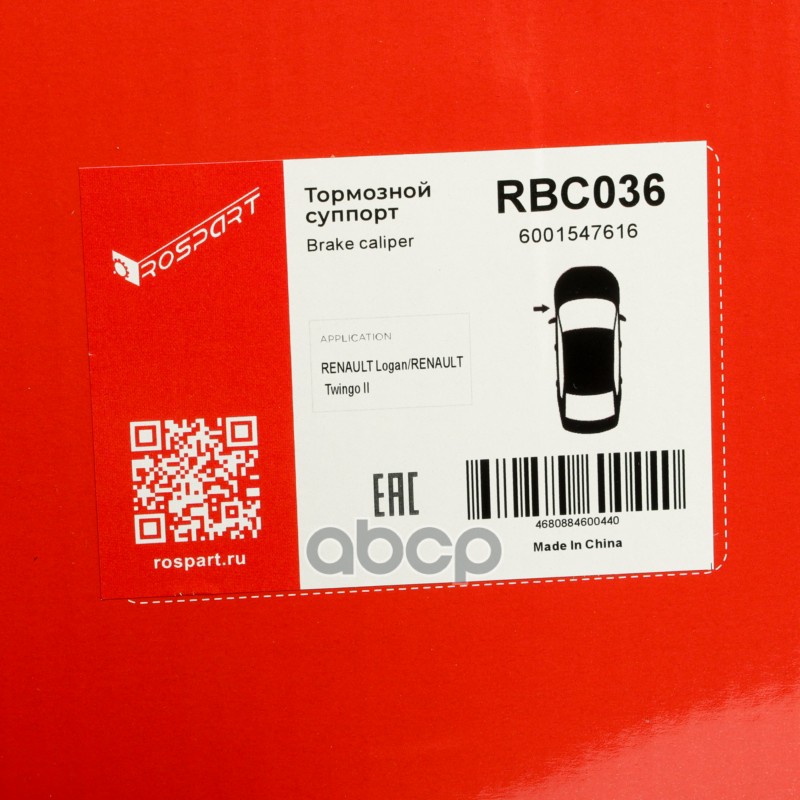 ROSPART
rospart.ru
Тормозной
суппорт
Brake caliper
RBC036
6001547616
APPLICATION
RENAULT Logan/RENAULT
Twingo II
EAC
4680884600440
Made In China
abcp